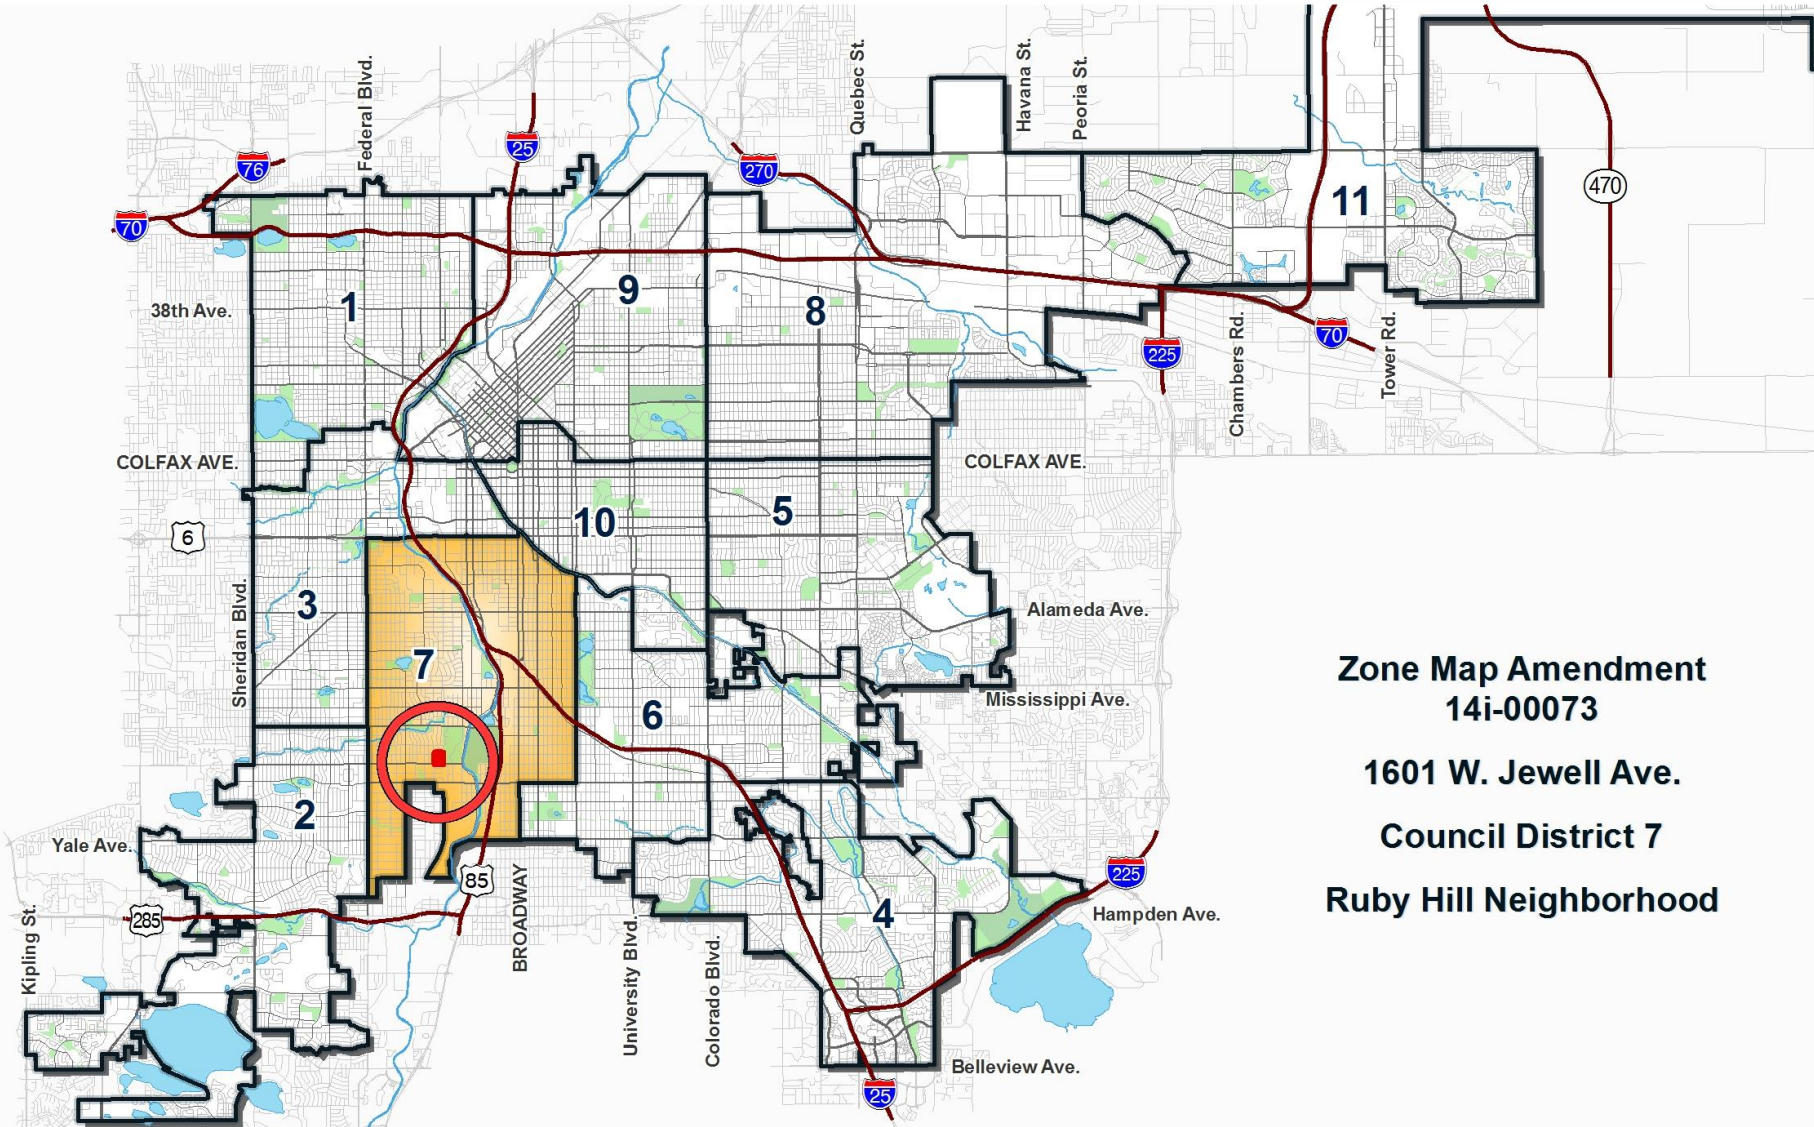 Federal Blvd.
Quebec St.
Havana St.
Peoria St.
76
25
270
70
470
11
1
9
8
38th Ave.
225
70
Chambers Rd.
Tower Rd.
COLFAX AVE.
COLFAX AVE.
6
10
5
Sheridan Blvd.
3
Alameda Ave.
7
6
Mississippi Ave.
Zone Map Amendment
14i-00073
1601 W. Jewell Ave.
Council District 7
Ruby Hill Neighborhood
2
Yale Ave.
85
BROADWAY
225
285
4
Hampden Ave.
Kipling St.
University Blvd.
Colorado Blvd.
Belleview Ave.
25